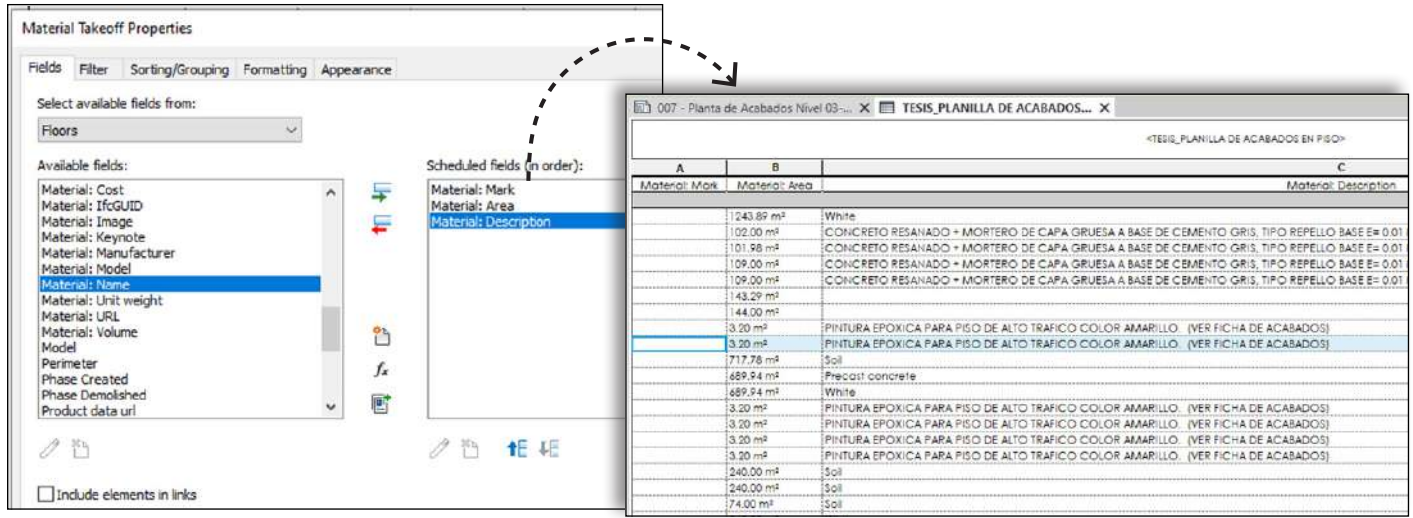 Material Takeoff Properties
Fields Filter Sorting/Grouping Formatting Appearance
Select available fields from:
Floors
Available fields:
Material: Cost
Material: IfcGUID
Material: Image
Material: Keynote
Material: Manufacturer
Material: Model
Material: Name
Material: Unit weight
Material: URL
Material: Volume
Model
Perimeter
Phase Created
Phase Demolished
Product data url
Scheduled fields (in order):
Material: Mark
Material: Area
Material: Description
fx
Include elements in links
007 - Planta de Acabados Nivel 03-... X TESIS_PLANILLA DE ACABADOS... X
<TESIS_PLANILLA DE ACABADOS EN PISO>
A B C
Material: Mark Material: Area Material: Description
1243.89 m² White
102.00 m² CONCRETO RESANADO + MORTERO DE CAPA GRUESA A BASE DE CEMENTO GRIS, TIPO REPELLO BASE E= 0.01
101.98 m² CONCRETO RESANADO + MORTERO DE CAPA GRUESA A BASE DE CEMENTO GRIS, TIPO REPELLO BASE E= 0.01
109.00 m² CONCRETO RESANADO + MORTERO DE CAPA GRUESA A BASE DE CEMENTO GRIS, TIPO REPELLO BASE E= 0.01
109.00 m² CONCRETO RESANADO + MORTERO DE CAPA GRUESA A BASE DE CEMENTO GRIS, TIPO REPELLO BASE E= 0.01
143.29 m²
144.00 m²
3.20 m² PINTURA EPOXICA PARA PISO DE ALTO TRAFICO COLOR AMARILLO. (VER FICHA DE ACABADOS)
3.20 m² PINTURA EPOXICA PARA PISO DE ALTO TRAFICO COLOR AMARILLO. (VER FICHA DE ACABADOS)
717.78 m² Soil
689.94 m² Precast concrete
689.94 m² White
3.20 m² PINTURA EPOXICA PARA PISO DE ALTO TRAFICO COLOR AMARILLO. (VER FICHA DE ACABADOS)
3.20 m² PINTURA EPOXICA PARA PISO DE ALTO TRAFICO COLOR AMARILLO. (VER FICHA DE ACABADOS)
3.20 m² PINTURA EPOXICA PARA PISO DE ALTO TRAFICO COLOR AMARILLO. (VER FICHA DE ACABADOS)
3.20 m² PINTURA EPOXICA PARA PISO DE ALTO TRAFICO COLOR AMARILLO. (VER FICHA DE ACABADOS)
240.00 m² Soil
240.00 m² Soil
74.00 m² Soil